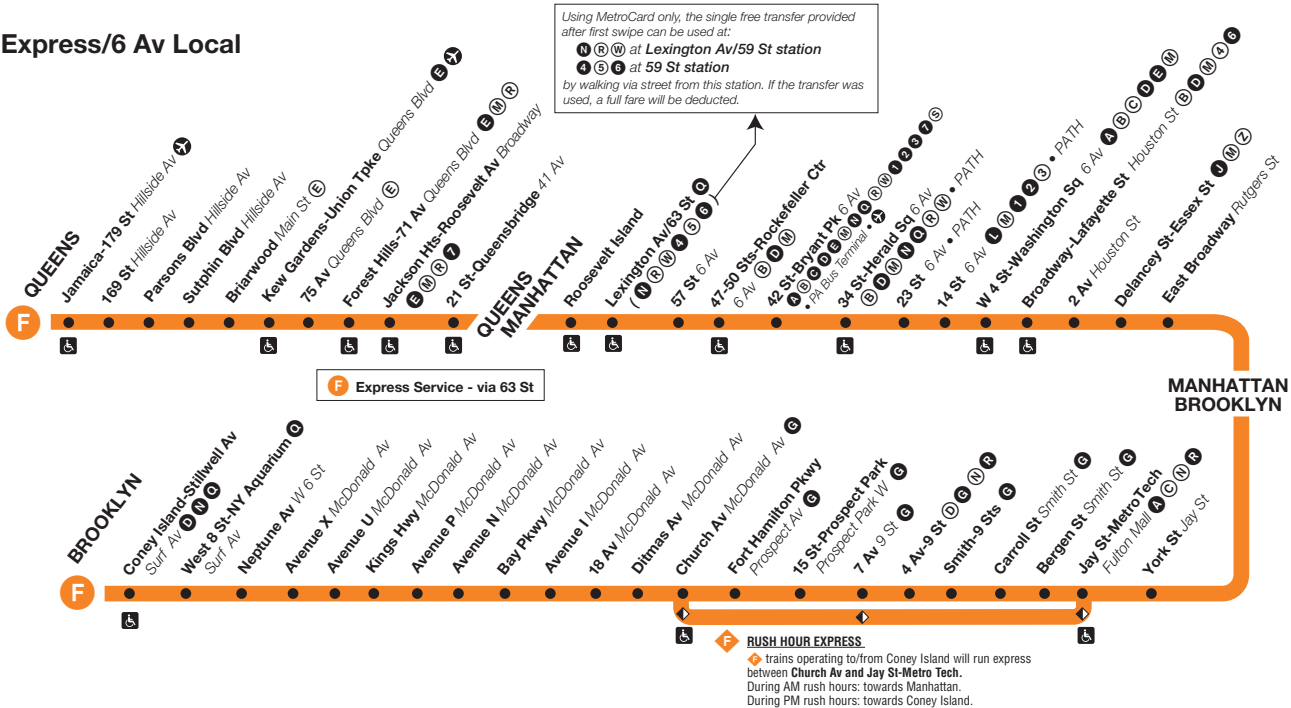 Express/6 Av Local
Using MetroCard only, the single free transfer provided
after first swipe can be used at:
N R W at Lexington Av/59 St station
4 5 6 at 59 St station
by walking via street from this station. If the transfer was
used, a full fare will be deducted.
F
QUEENS
Jamaica-179 St Hillside Av
169 St Hillside Av
Parsons Blvd Hillside Av
Sutphin Blvd Hillside Av
Briarwood Main St E
Kew Gardens-Union Tpke Queens Blvd E
75 Av Queens Blvd E
Forest Hills-71 Av Queens Blvd E M R
Jackson Hts-Roosevelt Av Broadway
E M R 7
21 St-Queensbridge 41 Av
QUEENS
MANHATTAN
Roosevelt Island
Lexington Av/63 St Q
( N R W 4 5 6 )
57 St 6 Av
47-50 Sts-Rockefeller Ctr
6 Av B D M
42 St-Bryant Pk 6 Av
A B C D E M N Q R W 1 2 3 7 S
• PA Bus Terminal •
34 St-Herald Sq 6 Av
B D M N Q R W • PATH
23 St 6 Av • PATH
14 St 6 Av L M 1 2 3 • PATH
W 4 St-Washington Sq 6 Av A B C D E M
Broadway-Lafayette St Houston St B D M 4 6
2 Av Houston St
Delancey St-Essex St J M Z
East Broadway Rutgers St
F Express Service - via 63 St
MANHATTAN
BROOKLYN
F
BROOKLYN
Coney Island-Stillwell Av
Surf Av D N Q
West 8 St-NY Aquarium Q
Surf Av
Neptune Av W 6 St
Avenue X McDonald Av
Avenue U McDonald Av
Kings Hwy McDonald Av
Avenue P McDonald Av
Avenue N McDonald Av
Bay Pkwy McDonald Av
Avenue I McDonald Av
18 Av McDonald Av
Ditmas Av McDonald Av
Church Av McDonald Av G
Fort Hamilton Pkwy
Prospect Av G
15 St-Prospect Park
Prospect Park W G
7 Av 9 St G
4 Av-9 St D G N R
Smith-9 Sts G
Carroll St Smith St G
Bergen St Smith St G
Jay St-MetroTech
Fulton Mall A C N R
York St Jay St
F RUSH HOUR EXPRESS
F trains operating to/from Coney Island will run express
between Church Av and Jay St-Metro Tech.
During AM rush hours: towards Manhattan.
During PM rush hours: towards Coney Island.